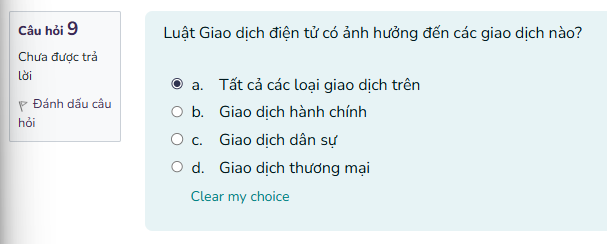 Câu hỏi 9
Chưa được trả
lời
Đánh dấu câu
hỏi
Luật Giao dịch điện tử có ảnh hưởng đến các giao dịch nào?
a. Tất cả các loại giao dịch trên
b. Giao dịch hành chính
c. Giao dịch dân sự
d. Giao dịch thương mại
Clear my choice